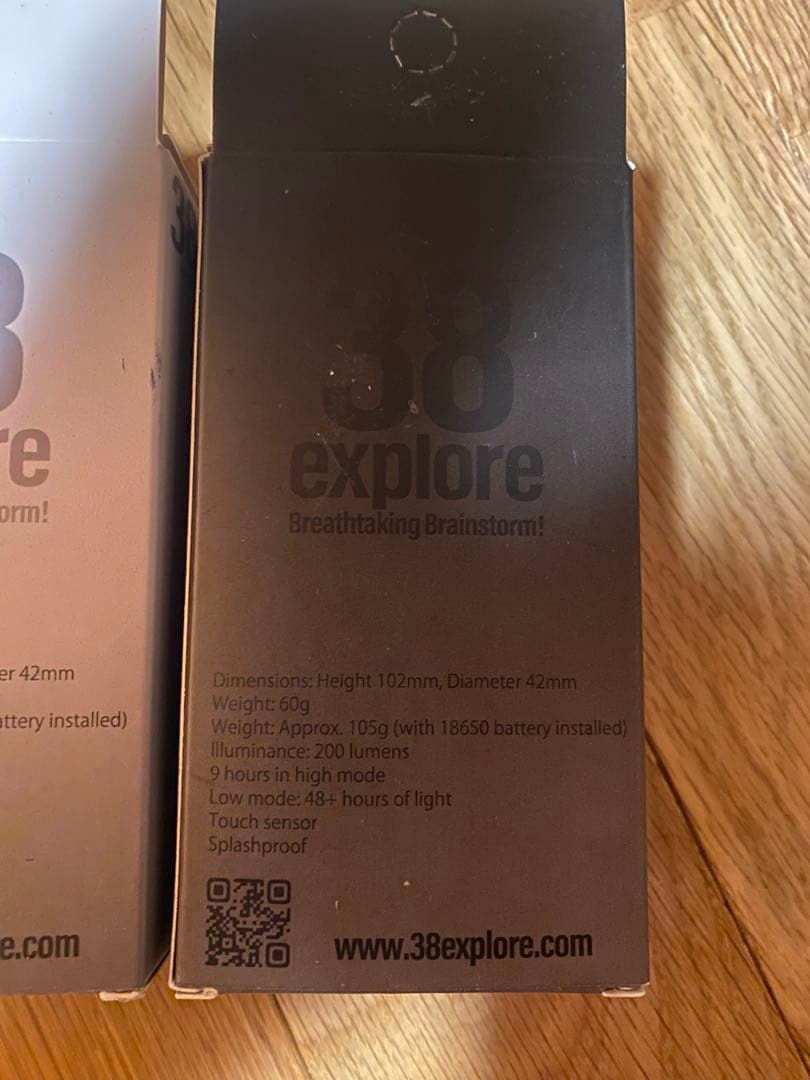 38
8
re
orm!
er 42mm
attery installed)
e.com
38
explore
Breathtaking Brainstorm!
Dimensions: Height 102mm, Diameter 42mm
Weight: 60g
Weight: Approx. 105g (with 18650 battery installed)
Illuminance: 200 lumens
9 hours in high mode
Low mode: 48+ hours of light
Touch sensor
Splashproof
www.38explore.com